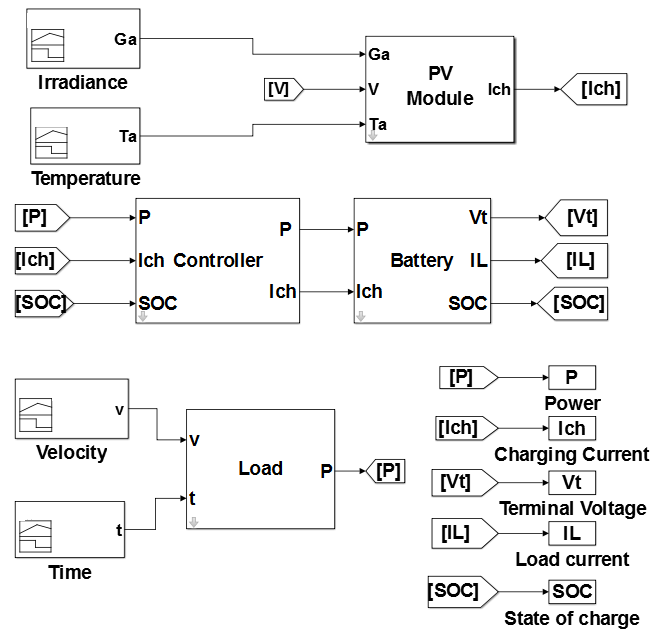 Ga
Irradiance
Ta
Temperature
[V]
Ga
V
Ta
PV
Module
Ich
[Ich]
[P]
[Ich]
[SOC]
P
Ich Controller
SOC
P
Ich
P
Ich
Battery
Vt
IL
SOC
[Vt]
[IL]
[SOC]
v
Velocity
t
Time
v
t
Load
P
[P]
[P] P
Power
[Ich] Ich
Charging Current
[Vt] Vt
Terminal Voltage
[IL] IL
Load current
[SOC] SOC
State of charge